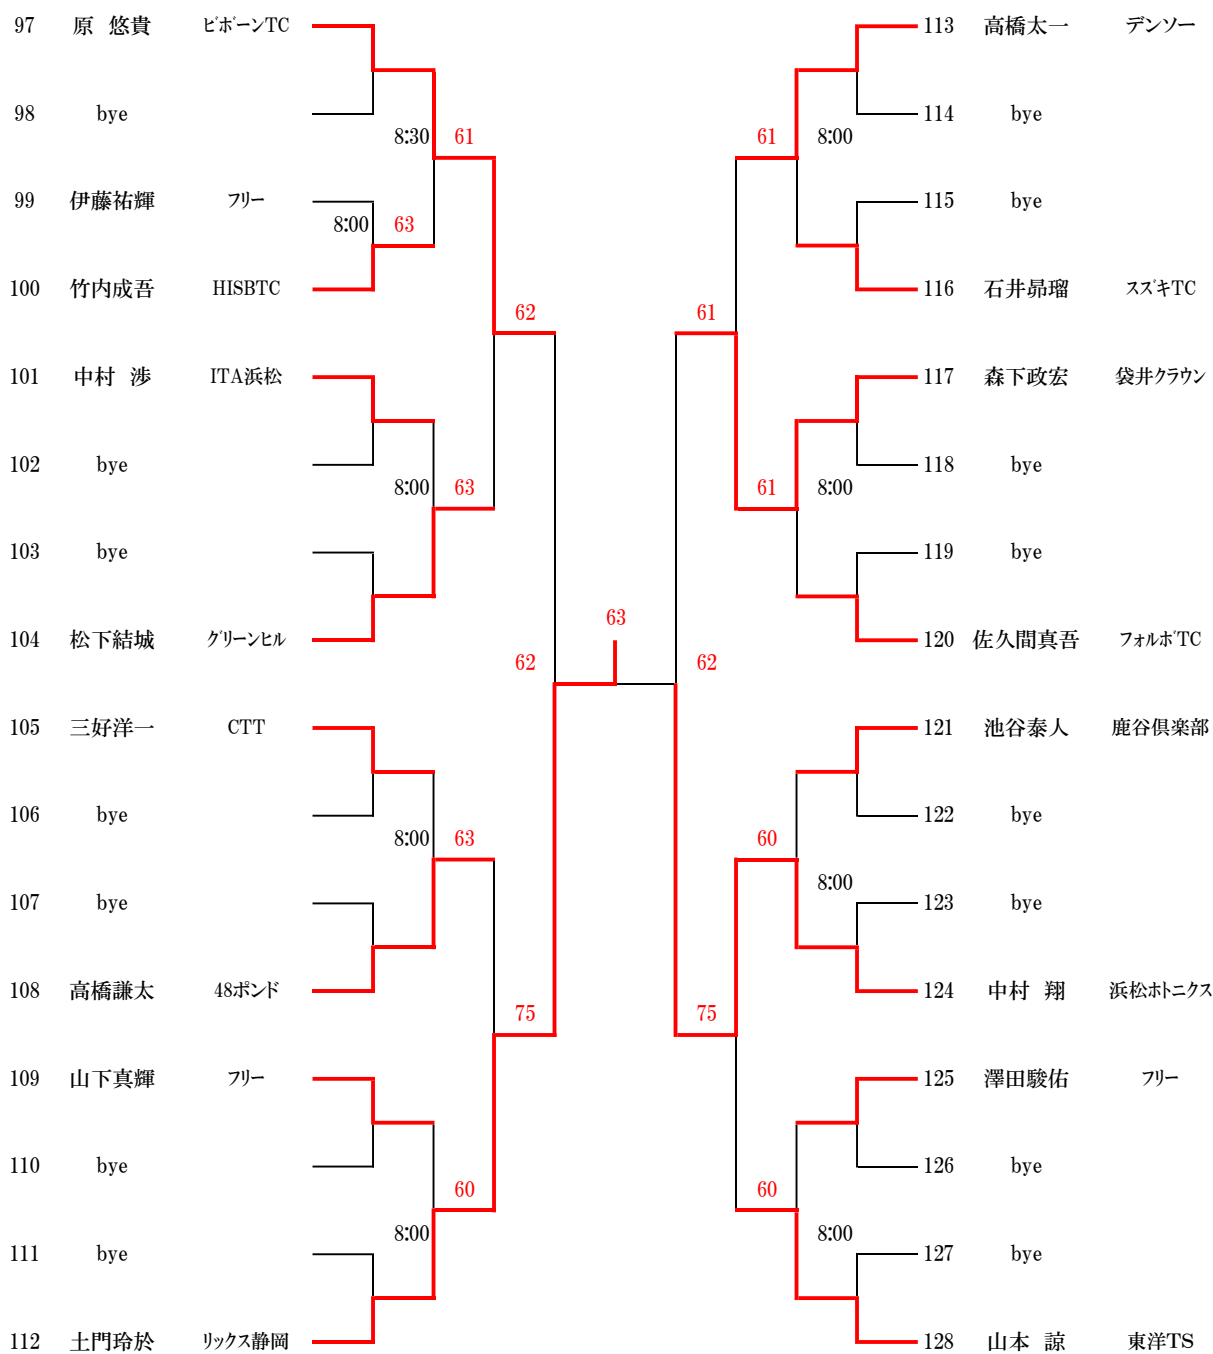 97 原 悠貴 ビボーンTC 113 高橋太一 デンソー
98 bye 114 bye
8:30 61 61 8:00
99 伊藤祐輝 フリー 115 bye
8:00 63
100 竹内成吾 HISBTC 116 石井昴瑠 スズキTC
62 61
101 中村 渉 ITA浜松 117 森下政宏 袋井クラウン
102 bye 118 bye
8:00 63 61 8:00
103 bye 119 bye
63
104 松下結城 グリーンヒル 120 佐久間真吾 フォルボTC
62 62
105 三好洋一 CTT 121 池谷泰人 鹿谷倶楽部
106 bye 122 bye
8:00 63 60
8:00
107 bye 123 bye
108 高橋謙太 48ポンド 124 中村 翔 浜松ホトニクス
75 75
109 山下真輝 フリー 125 澤田駿佑 フリー
110 bye 126 bye
60 60
8:00 8:00
111 bye 127 bye
112 土門玲於 リックス静岡 128 山本 諒 東洋TS